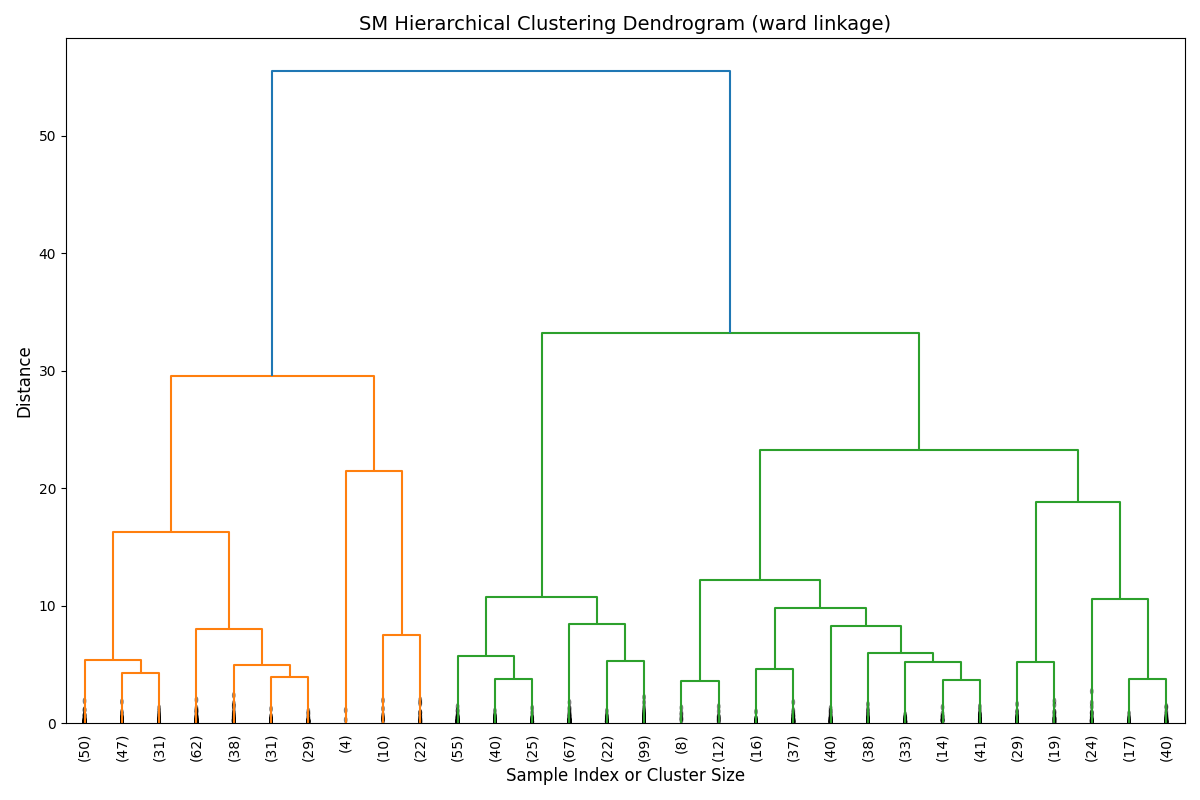 SM Hierarchical Clustering Dendrogram (ward linkage)
Distance
50
40
30
20
10
0
(50) (47) (31) (62) (38) (31) (29) (4) (10) (22) (55) (40) (25) (67) (22) (99) (8) (12) (16) (37) (40) (38) (33) (14) (41) (29) (19) (24) (17) (40)
Sample Index or Cluster Size